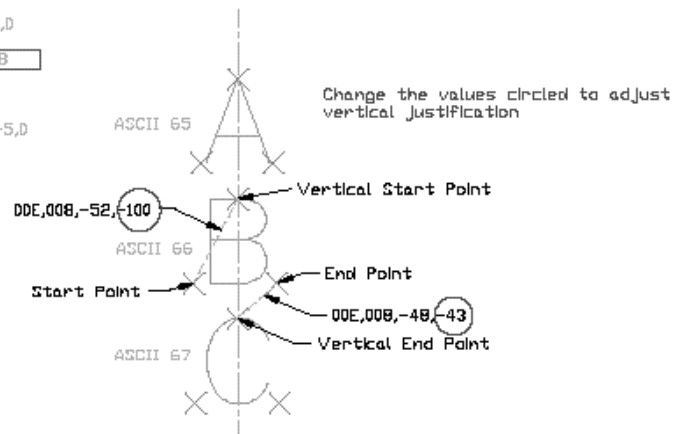 ,D
B
-5,D
Change the values circled to adjust
vertical justification
ASCII 65
Vertical Start Point
00E,008,-52,-100
ASCII 66
End Point
Start Point
00E,008,-48,-43
Vertical End Point
ASCII 67